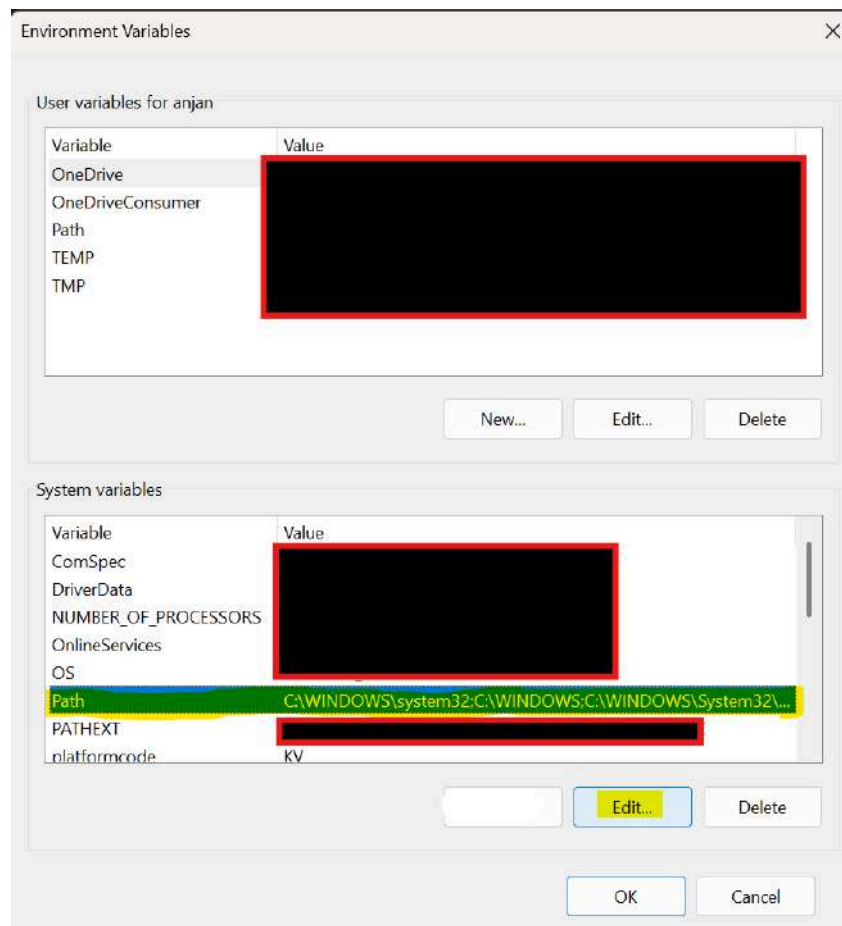 Environment Variables
User variables for anjan
Variable Value
OneDrive
OneDriveConsumer
Path
TEMP
TMP
New... Edit... Delete
System variables
Variable Value
ComSpec
DriverData
NUMBER_OF_PROCESSORS
OnlineServices
OS
Path C:\WINDOWS\system32;C:\WINDOWS;C:\WINDOWS\System32\...
PATHEXT
platformcode KV
Edit... Delete
OK Cancel